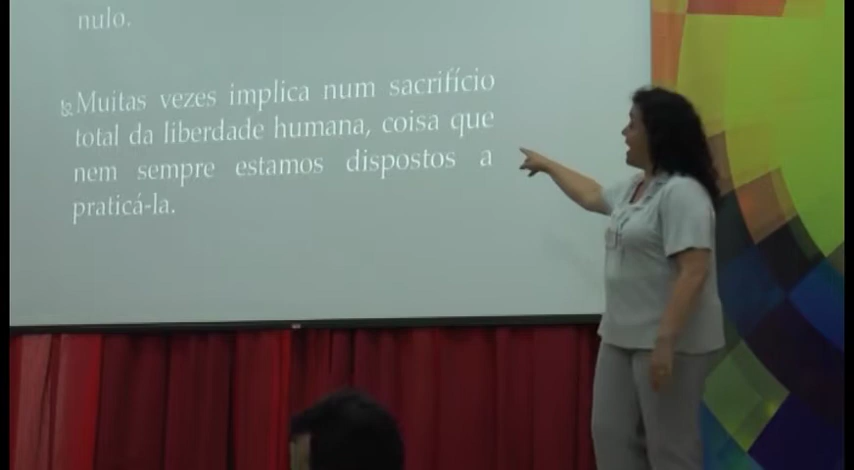 nulo.
Muitas vezes implica num sacrifício
total da liberdade humana, coisa que
nem sempre estamos dispostos a
praticá-la.